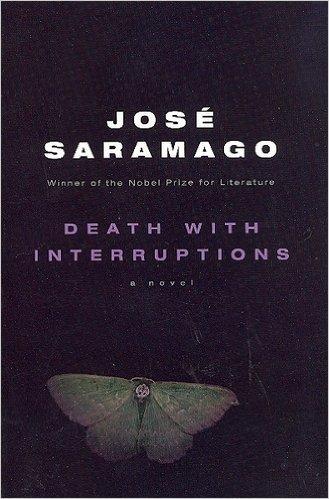 JOSÉ
SARAMAGO
Winner of the Nobel Prize for Literature
DEATH WITH
INTERRUPTIONS
a novel